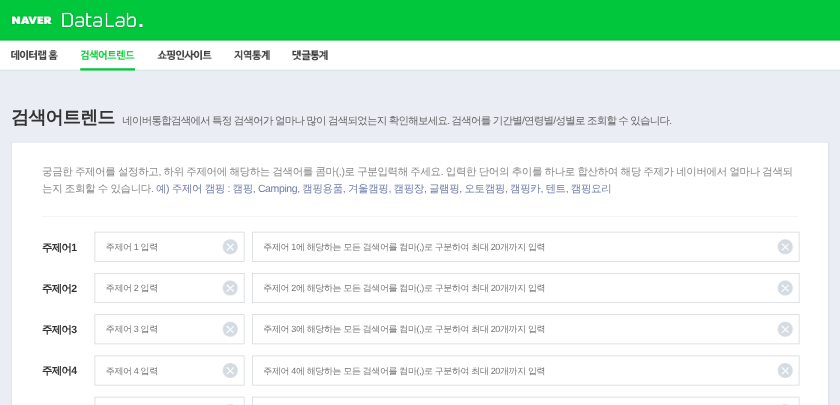 NAVER DataLab.
데이터랩 홈 검색어트렌드 쇼핑인사이트 지역통계 댓글통계
검색어트렌드 네이버통합검색에서 특정 검색어가 얼마나 많이 검색되었는지 확인해보세요. 검색어를 기간별/연령별/성별로 조회할 수 있습니다.
궁금한 주제어를 설정하고, 하위 주제어에 해당하는 검색어를 콤마(,)로 구분입력해 주세요. 입력한 단어의 추이를 하나로 합산하여 해당 주제가 네이버에서 얼마나 검색되
는지 조회할 수 있습니다. 예) 주제어 캠핑 : 캠핑, Camping, 캠핑용품, 겨울캠핑, 캠핑장, 글램핑, 오토캠핑, 캠핑카, 텐트, 캠핑요리
주제어1 주제어 1 입력 주제어 1에 해당하는 모든 검색어를 컴마(,)로 구분하여 최대 20개까지 입력
주제어2 주제어 2 입력 주제어 2에 해당하는 모든 검색어를 컴마(,)로 구분하여 최대 20개까지 입력
주제어3 주제어 3 입력 주제어 3에 해당하는 모든 검색어를 컴마(,)로 구분하여 최대 20개까지 입력
주제어4 주제어 4 입력 주제어 4에 해당하는 모든 검색어를 컴마(,)로 구분하여 최대 20개까지 입력